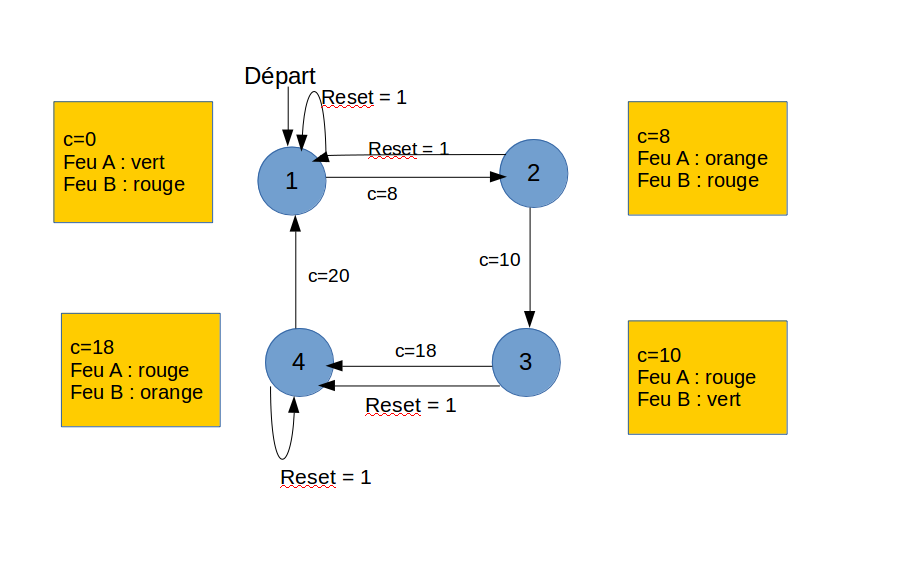 Départ
Reset = 1
c=0
Feu A : vert
Feu B : rouge
Reset = 1
1
2
c=8
c=8
Feu A : orange
Feu B : rouge
c=10
c=20
c=18
Feu A : rouge
Feu B : orange
c=18
4
3
Reset = 1
c=10
Feu A : rouge
Feu B : vert
Reset = 1